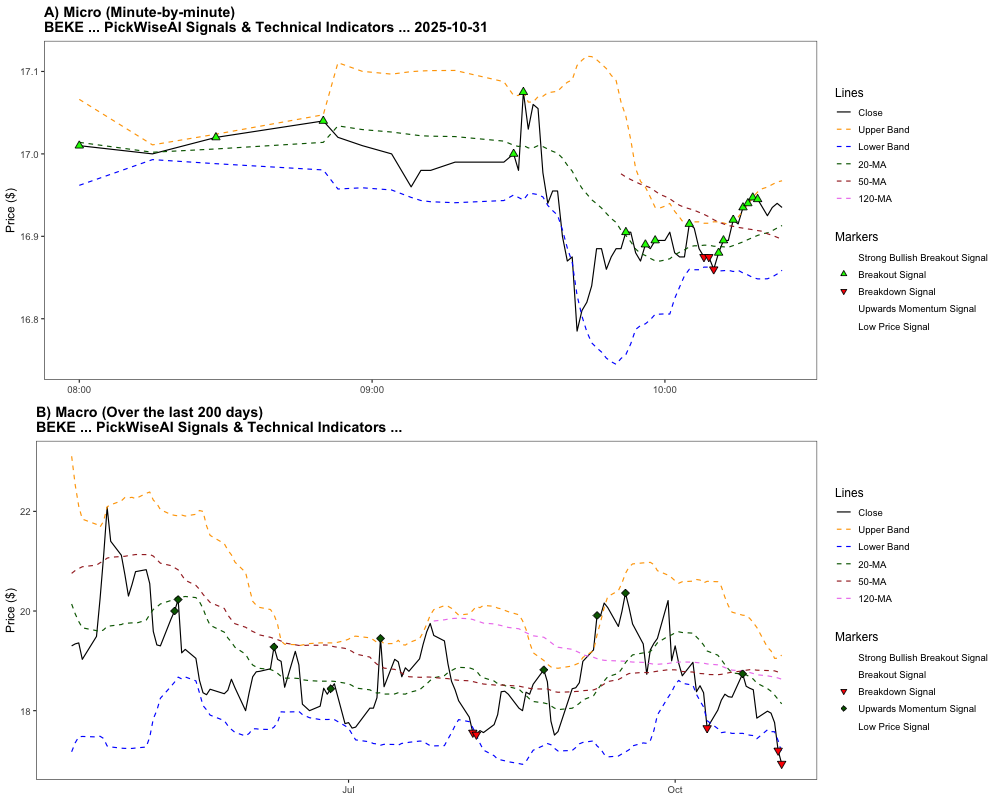 A) Micro (Minute-by-minute)
BEKE ... PickWiseAI Signals & Technical Indicators ... 2025-10-31
Price ($)
17.1
17.0
16.9
16.8
08:00
09:00
10:00
Lines
Close
Upper Band
Lower Band
20-MA
50-MA
120-MA
Markers
Strong Bullish Breakout Signal
Breakout Signal
Breakdown Signal
Upwards Momentum Signal
Low Price Signal
B) Macro (Over the last 200 days)
BEKE ... PickWiseAI Signals & Technical Indicators ...
Price ($)
22
20
18
Jul
Oct
Lines
Close
Upper Band
Lower Band
20-MA
50-MA
120-MA
Markers
Strong Bullish Breakout Signal
Breakout Signal
Breakdown Signal
Upwards Momentum Signal
Low Price Signal